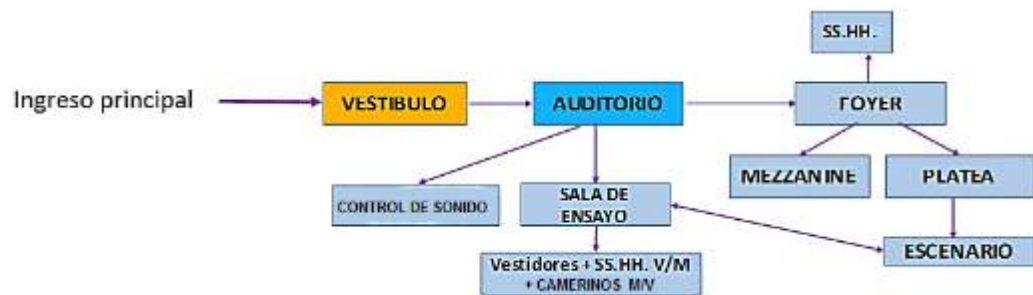 SS.HH.
Ingreso principal
VESTIBULO
AUDITORIO
FOYER
MEZZANINE
PLATEA
CONTROL DE SONIDO
SALA DE
ENSAYO
ESCENARIO
Vestidores + SS.HH. V/M
+ CAMERINOS M/V